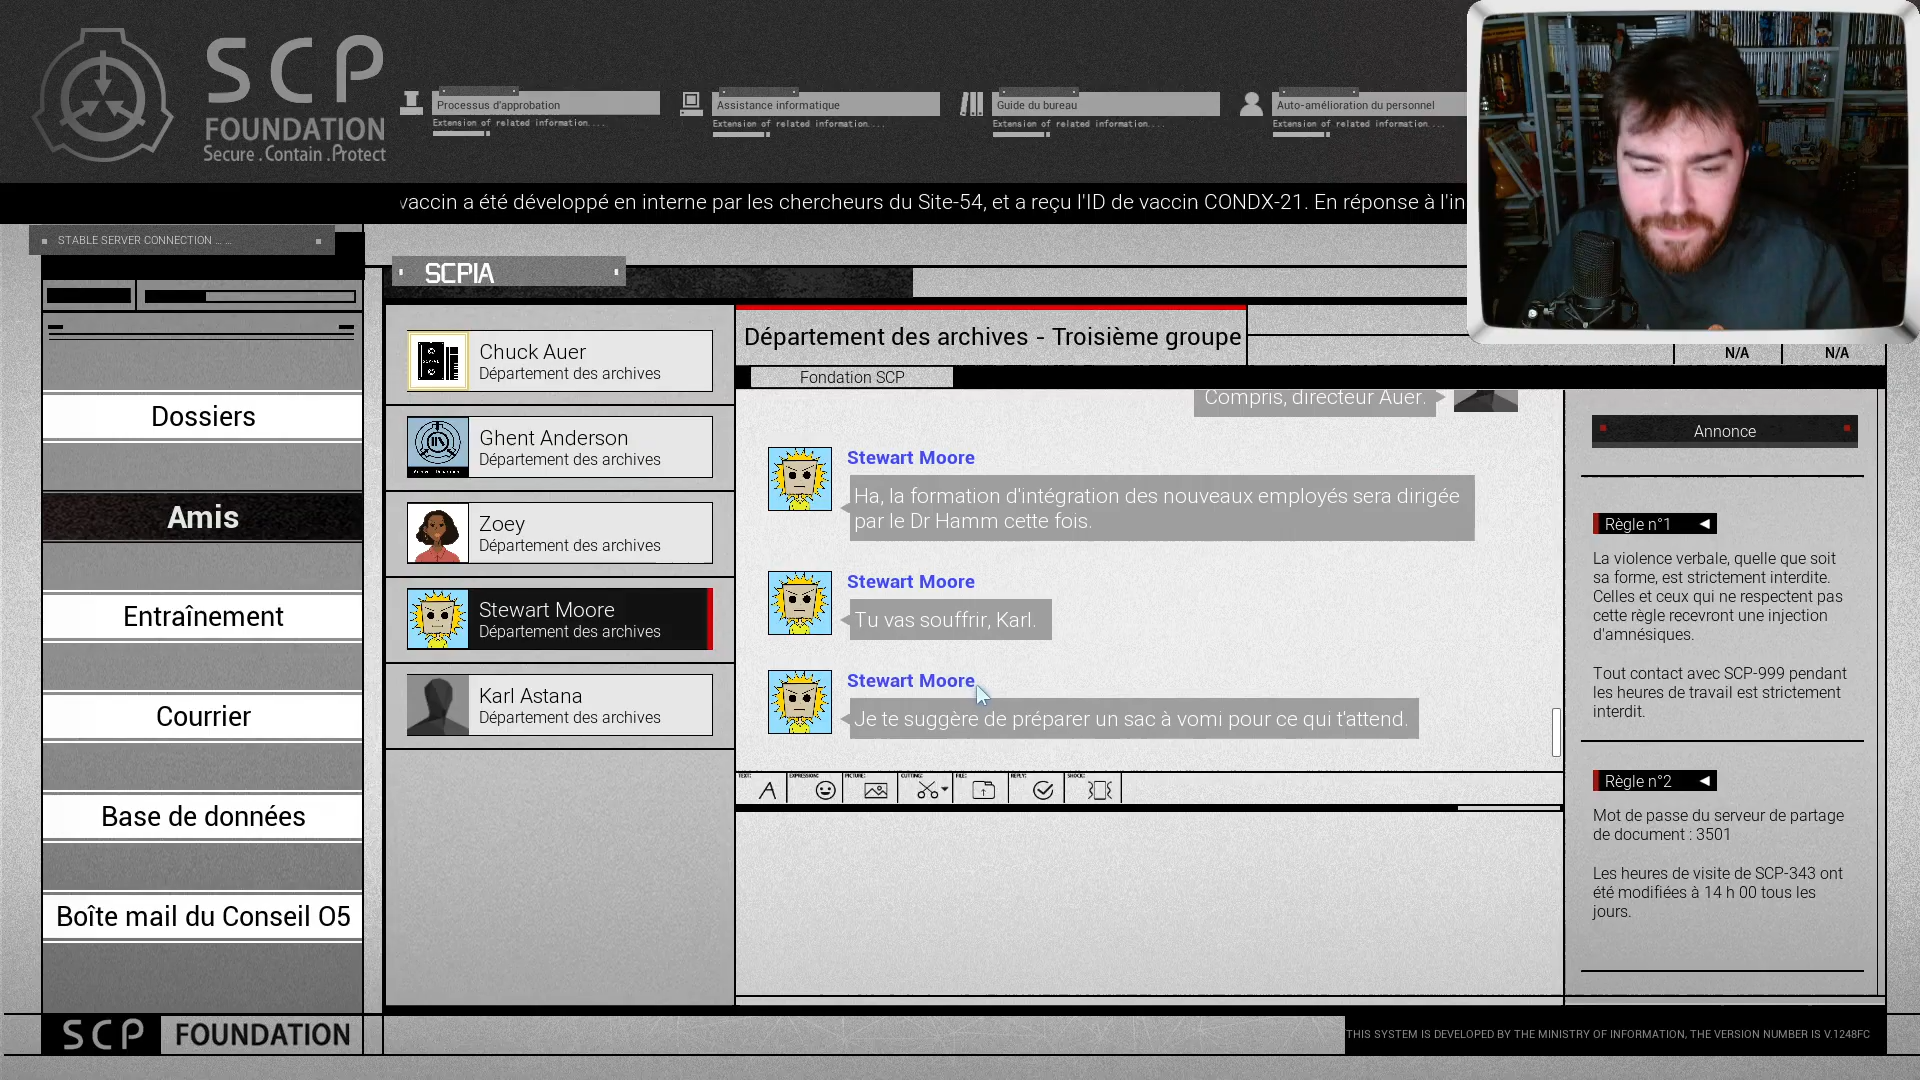 SCP
FOUNDATION
Secure . Contain . Protect
Processus d'approbation
Extension of related information....
Assistance informatique
Extension of related information....
Guide du bureau
Extension of related information....
Auto-amélioration du personnel
Extension of related information....
vaccin a été développé en interne par les chercheurs du Site-54, et a reçu l'ID de vaccin CONDX-21. En réponse à l'in
STABLE SERVER CONNECTION ... ...
SCPIA
Dossiers
Amis
Entraînement
Courrier
Base de données
Boîte mail du Conseil O5
Chuck Auer
Département des archives
Ghent Anderson
Département des archives
Zoey
Département des archives
Stewart Moore
Département des archives
Karl Astana
Département des archives
Département des archives - Troisième groupe
N/A
N/A
Fondation SCP
Compris, directeur Auer.
Stewart Moore
Ha, la formation d'intégration des nouveaux employés sera dirigée
par le Dr Hamm cette fois.
Stewart Moore
Tu vas souffrir, Karl.
Stewart Moore
Je te suggère de préparer un sac à vomi pour ce qui t'attend.
TEXT:
EXPRESSION:
PICTURE:
CUTTING:
FILE:
REPLY:
SHOCK:
Annonce
Règle n°1
La violence verbale, quelle que soit
sa forme, est strictement interdite.
Celles et ceux qui ne respectent pas
cette règle recevront une injection
d'amnésiques.
Tout contact avec SCP-999 pendant
les heures de travail est strictement
interdit.
Règle n°2
Mot de passe du serveur de partage
de document : 3501
Les heures de visite de SCP-343 ont
été modifiées à 14 h 00 tous les
jours.
SCP FOUNDATION
THIS SYSTEM IS DEVELOPED BY THE MINISTRY OF INFORMATION, THE VERSION NUMBER IS V.1248FC